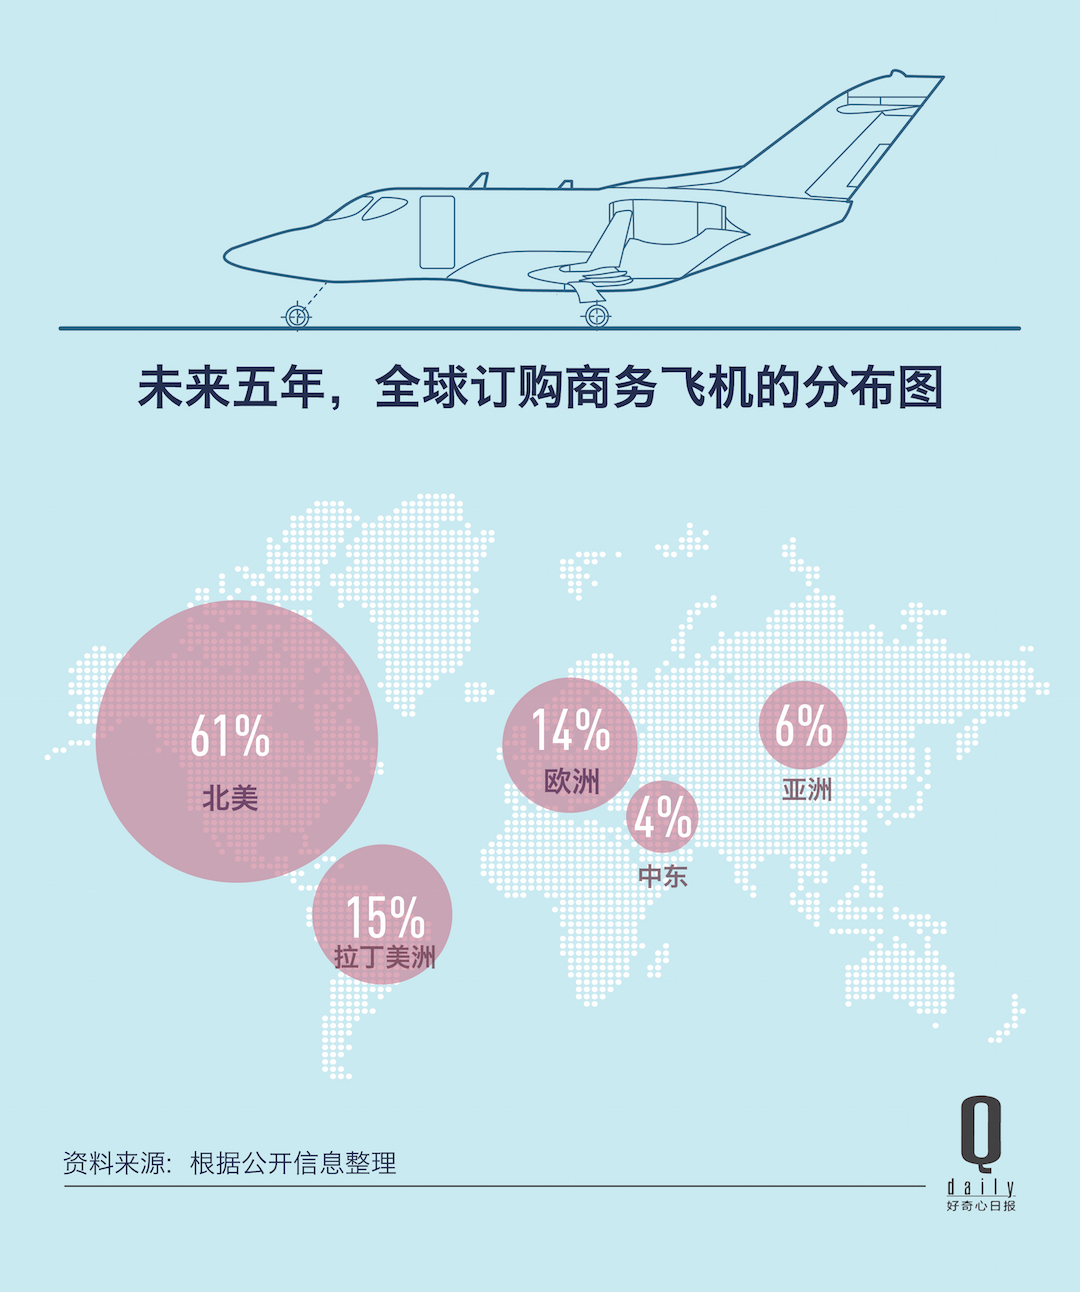 未来五年，全球订购商务飞机的分布图
61%
北美
14%
欧洲
6%
亚洲
4%
中东
15%
拉丁美洲
资料来源：根据公开信息整理
Q
daily
好奇心日报